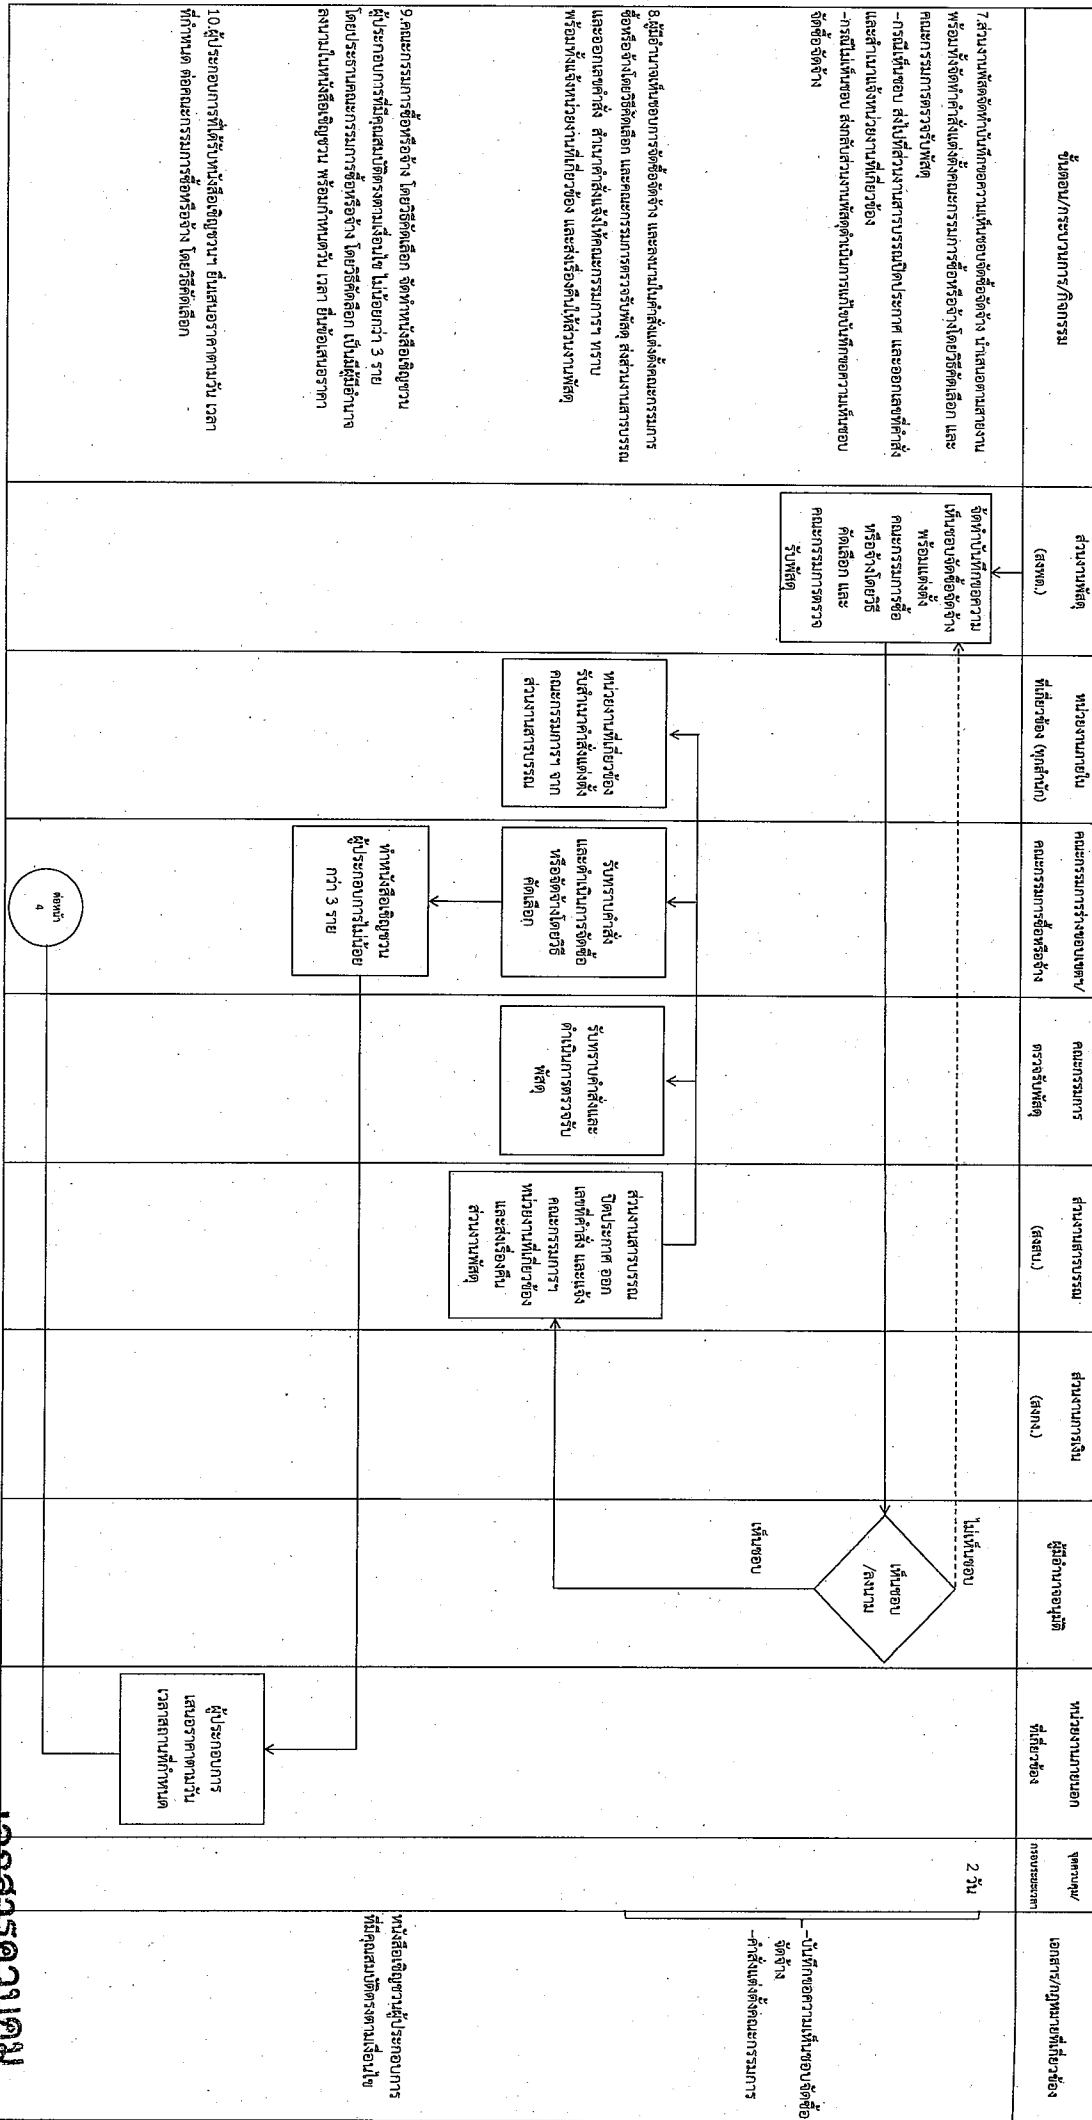 ขั้นตอน/กระบวนการ/กิจกรรม
ส่วนงานพัสดุ
(สงพด.)
หน่วยงานภายใน
ที่เกี่ยวข้อง (ทุกสำนัก)
คณะกรรมการร่างขอบเขตฯ/
คณะกรรมการซื้อหรือจ้าง
คณะกรรมการ
ตรวจรับพัสดุ
ส่วนงานสารบรรณ
(สงสบ.)
ส่วนงานการเงิน
(สงกง.)
ผู้มีอำนาจอนุมัติ
หน่วยงานภายนอก
ที่เกี่ยวข้อง
จุดควบคุม/
กรอบระยะเวลา
เอกสาร/กฎหมายที่เกี่ยวข้อง
7.ส่วนงานพัสดุจัดทำบันทึกขอความเห็นชอบจัดซื้อจัดจ้าง นำเสนอตามสายงาน
พร้อมทั้งจัดทำคำสั่งแต่งตั้งคณะกรรมการซื้อหรือจ้างโดยวิธีคัดเลือก และ
คณะกรรมการตรวจรับพัสดุ
-กรณีเห็นชอบ ส่งไปที่ส่วนงานสารบรรณปิดประกาศ และออกเลขที่คำสั่ง
และสำเนาแจ้งหน่วยงานที่เกี่ยวข้อง
-กรณีไม่เห็นชอบ ส่งกลับส่วนงานพัสดุดำเนินการแก้ไขบันทึกขอความเห็นชอบ
จัดซื้อจัดจ้าง
8.ผู้มีอำนาจเห็นชอบการจัดซื้อจัดจ้าง และลงนามในคำสั่งแต่งตั้งคณะกรรมการ
ซื้อหรือจ้างโดยวิธีคัดเลือก และคณะกรรมการตรวจรับพัสดุ ส่งส่วนงานสารบรรณ
และออกเลขคำสั่ง สำเนาคำสั่งแจ้งให้คณะกรรมการฯ ทราบ
พร้อมทั้งแจ้งหน่วยงานที่เกี่ยวข้อง และส่งเรื่องคืนให้ส่วนงานพัสดุ
9.คณะกรรมการซื้อหรือจ้าง โดยวิธีคัดเลือก จัดทำหนังสือเชิญชวน
ผู้ประกอบการที่มีคุณสมบัติตรงตามเงื่อนไข ไม่น้อยกว่า 3 ราย
โดยประธานคณะกรรมการซื้อหรือจ้าง โดยวิธีคัดเลือก เป็นมีผู้มีอำนาจ
ลงนามในหนังสือเชิญชวน พร้อมกำหนดวัน เวลา ยื่นข้อเสนอราคา
10.ผู้ประกอบการที่ได้รับหนังสือเชิญชวนฯ ยื่นเสนอราคาตามวัน เวลา
ที่กำหนด ต่อคณะกรรมการซื้อหรือจ้าง โดยวิธีคัดเลือก
จัดทำบันทึกขอความ
เห็นชอบจัดซื้อจัดจ้าง
พร้อมแต่งตั้ง
คณะกรรมการซื้อ
หรือจ้างโดยวิธี
คัดเลือก และ
คณะกรรมการตรวจ
รับพัสดุ
ไม่เห็นชอบ
เห็นชอบ
/ลงนาม
เห็นชอบ
2 วัน
-บันทึกขอความเห็นชอบจัดซื้อ
จัดจ้าง
-คำสั่งแต่งตั้งคณะกรรมการ
หน่วยงานที่เกี่ยวข้อง
รับสำเนาคำสั่งแต่งตั้ง
คณะกรรมการฯ จาก
ส่วนงานสารบรรณ
รับทราบคำสั่ง
และดำเนินการจัดซื้อ
หรือจัดจ้างโดยวิธี
คัดเลือก
รับทราบคำสั่งและ
ดำเนินการตรวจรับ
พัสดุ
ส่วนงานสารบรรณ
ปิดประกาศ ออก
เลขที่คำสั่ง และแจ้ง
คณะกรรมการฯ
หน่วยงานที่เกี่ยวข้อง
และส่งเรื่องคืน
ส่วนงานพัสดุ
ทำหนังสือเชิญชวน
ผู้ประกอบการไม่น้อย
กว่า 3 ราย
หนังสือเชิญชวนผู้ประกอบการ
ที่มีคุณสมบัติตรงตามเงื่อนไข
ผู้ประกอบการ
เสนอราคาตามวัน
เวลาสถานที่กำหนด
ต่อหน้า
4